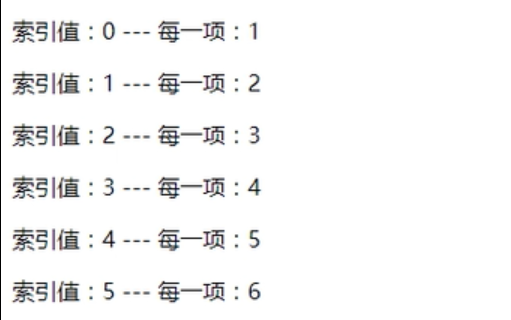 索引值：0 --- 每一项：1
索引值：1 --- 每一项：2
索引值：2 --- 每一项：3
索引值：3 --- 每一项：4
索引值：4 --- 每一项：5
索引值：5 --- 每一项：6